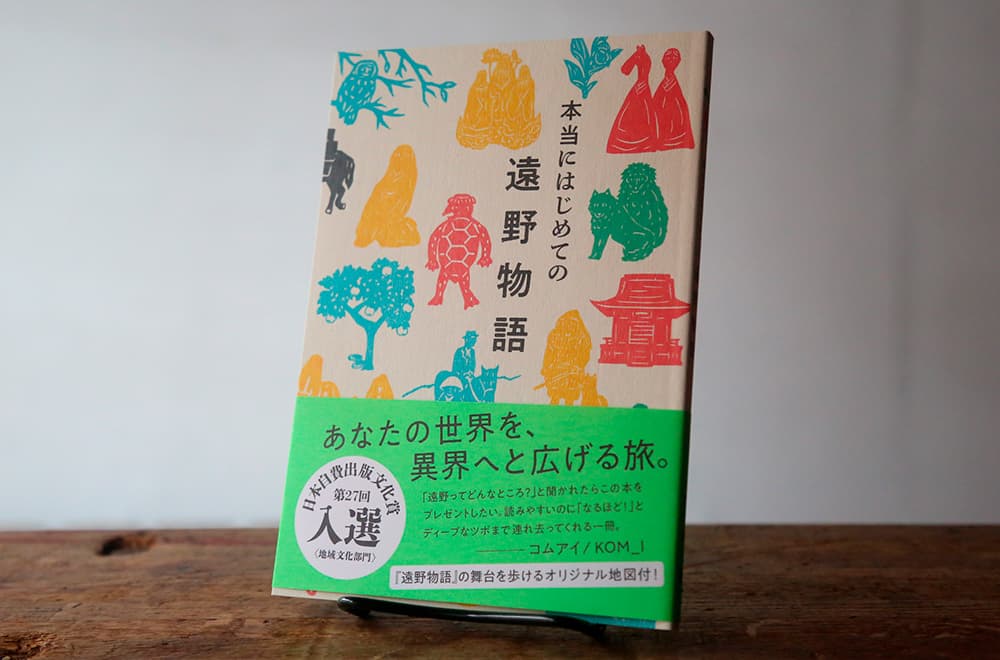 本当にはじめての
遠野物語
あなたの世界を、
異界へと広げる旅。
「遠野ってどんなところ?」と聞かれたらこの本を
プレゼントしたい。読みやすいのに「なるほど!」と
ディープなツボまで連れ去ってくれる一冊。
コムアイ/KOM_I
日本自費出版文化賞
第27回
入選
〈地域文化部門〉
『遠野物語』の舞台を歩けるオリジナル地図付!